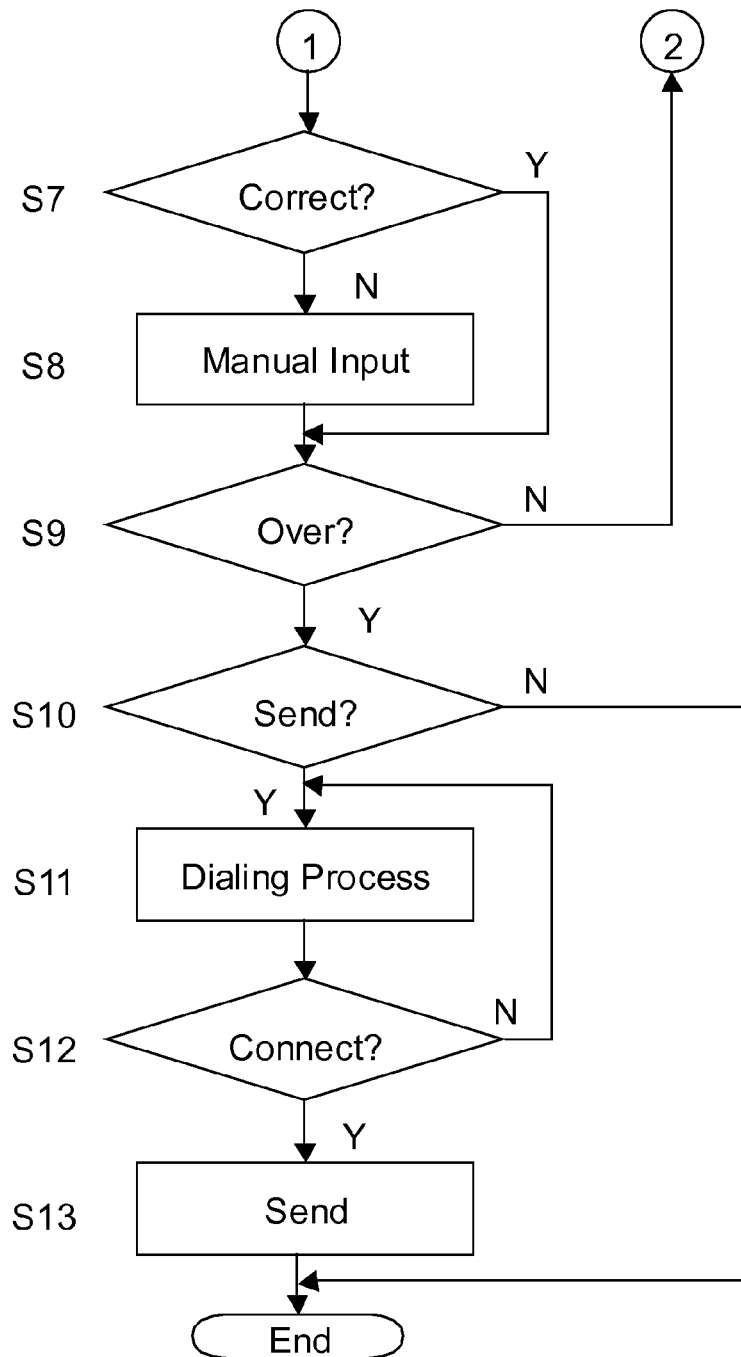 1
2
S7
Correct?
Y
N
S8
Manual Input
S9
Over?
N
Y
S10
Send?
N
Y
S11
Dialing Process
S12
Connect?
N
Y
S13
Send
End